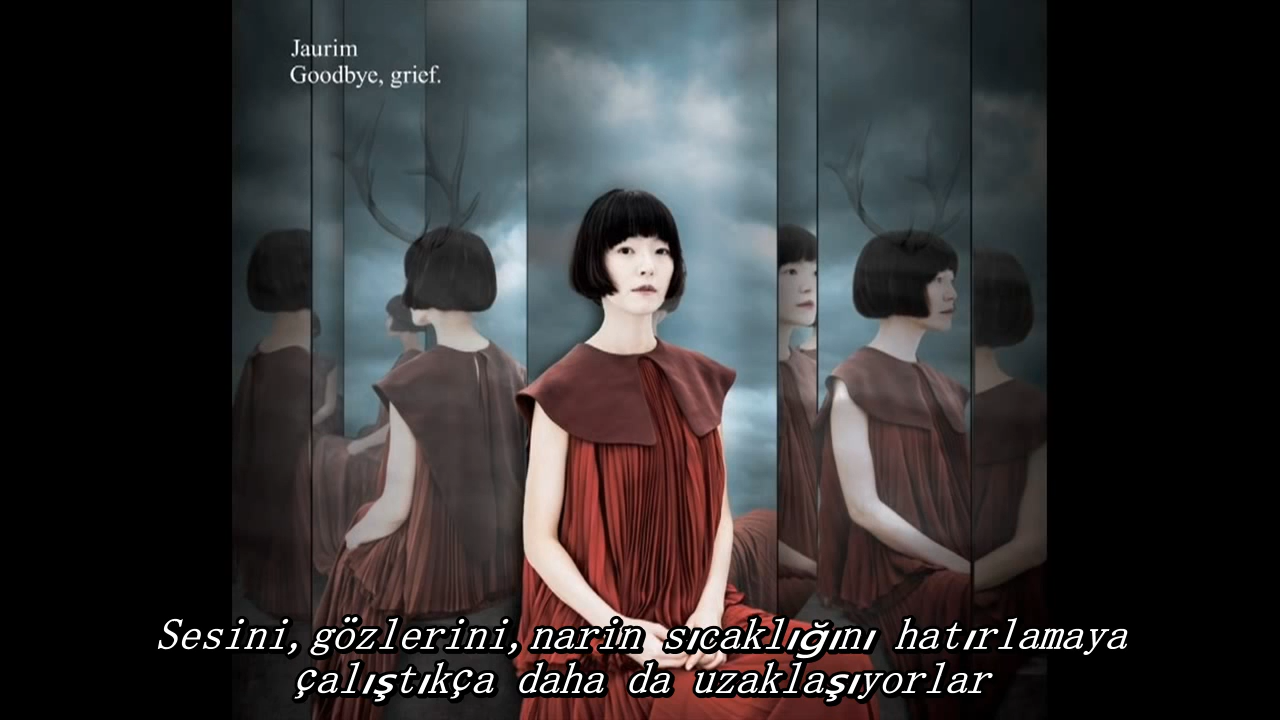 Jaurim
Goodbye, grief.
Sesini,gözlerini,narin sıcaklığını hatırlamaya
çalıştıkça daha da uzaklaşıyorlar